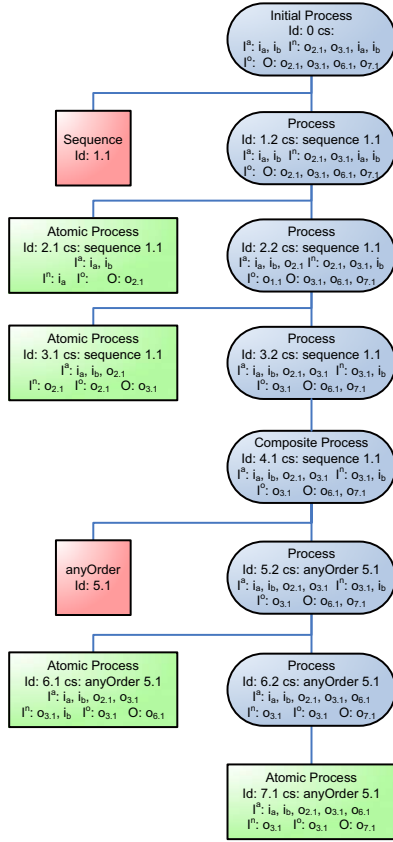 Initial Process
Id: 0 cs:
Iᵃ: iₐ, i_b Iⁿ: o₂.₁, o₃.₁, iₐ, i_b
Iᵒ: O: o₂.₁, o₃.₁, o₆.₁, o₇.₁
Sequence
Id: 1.1
Process
Id: 1.2 cs: sequence 1.1
Iᵃ: iₐ, i_b Iⁿ: o₂.₁, o₃.₁, iₐ, i_b
Iᵒ: O: o₂.₁, o₃.₁, o₆.₁, o₇.₁
Atomic Process
Id: 2.1 cs: sequence 1.1
Iᵃ: iₐ, i_b
Iⁿ: iₐ Iᵒ: O: o₂.₁
Process
Id: 2.2 cs: sequence 1.1
Iᵃ: iₐ, i_b, o₂.₁ Iⁿ: o₂.₁, o₃.₁, i_b
Iᵒ: o₁.₁ O: o₃.₁, o₆.₁, o₇.₁
Atomic Process
Id: 3.1 cs: sequence 1.1
Iᵃ: iₐ, i_b, o₂.₁
Iⁿ: o₂.₁ Iᵒ: o₂.₁ O: o₃.₁
Process
Id: 3.2 cs: sequence 1.1
Iᵃ: iₐ, i_b, o₂.₁, o₃.₁ Iⁿ: o₃.₁, i_b
Iᵒ: o₃.₁ O: o₆.₁, o₇.₁
Composite Process
Id: 4.1 cs: sequence 1.1
Iᵃ: iₐ, i_b, o₂.₁, o₃.₁ Iⁿ: o₃.₁, i_b
Iᵒ: o₃.₁ O: o₆.₁, o₇.₁
anyOrder
Id: 5.1
Process
Id: 5.2 cs: anyOrder 5.1
Iᵃ: iₐ, i_b, o₂.₁, o₃.₁ Iⁿ: o₃.₁, i_b
Iᵒ: o₃.₁ O: o₆.₁, o₇.₁
Atomic Process
Id: 6.1 cs: anyOrder 5.1
Iᵃ: iₐ, i_b, o₂.₁, o₃.₁
Iⁿ: o₃.₁, i_b Iᵒ: o₃.₁ O: o₆.₁
Process
Id: 6.2 cs: anyOrder 5.1
Iᵃ: iₐ, i_b, o₂.₁, o₃.₁, o₆.₁
Iⁿ: o₃.₁ Iᵒ: o₃.₁ O: o₇.₁
Atomic Process
Id: 7.1 cs: anyOrder 5.1
Iᵃ: iₐ, i_b, o₂.₁, o₃.₁, o₆.₁
Iⁿ: o₃.₁ Iᵒ: o₃.₁ O: o₇.₁